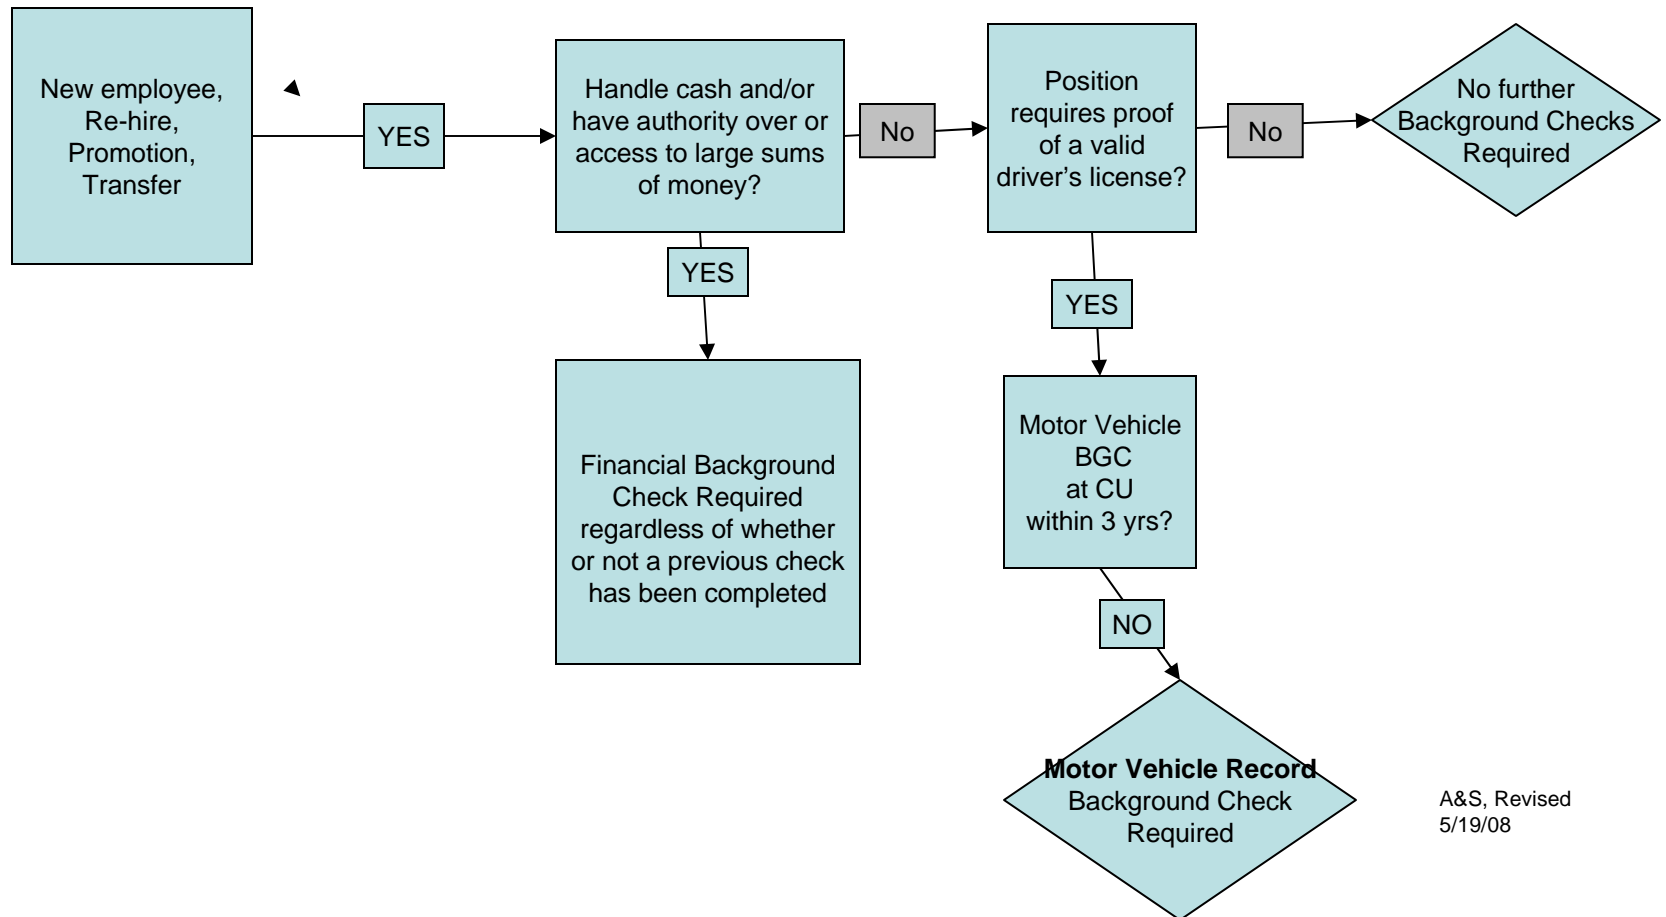 New employee,
Re-hire,
Promotion,
Transfer
YES
Handle cash and/or
have authority over or
access to large sums
of money?
No
Position
requires proof
of a valid
driver’s license?
No
No further
Background Checks
Required
YES
Financial Background
Check Required
regardless of whether
or not a previous check
has been completed
YES
Motor Vehicle
BGC
at CU
within 3 yrs?
NO
Motor Vehicle Record
Background Check
Required
A&S, Revised
5/19/08